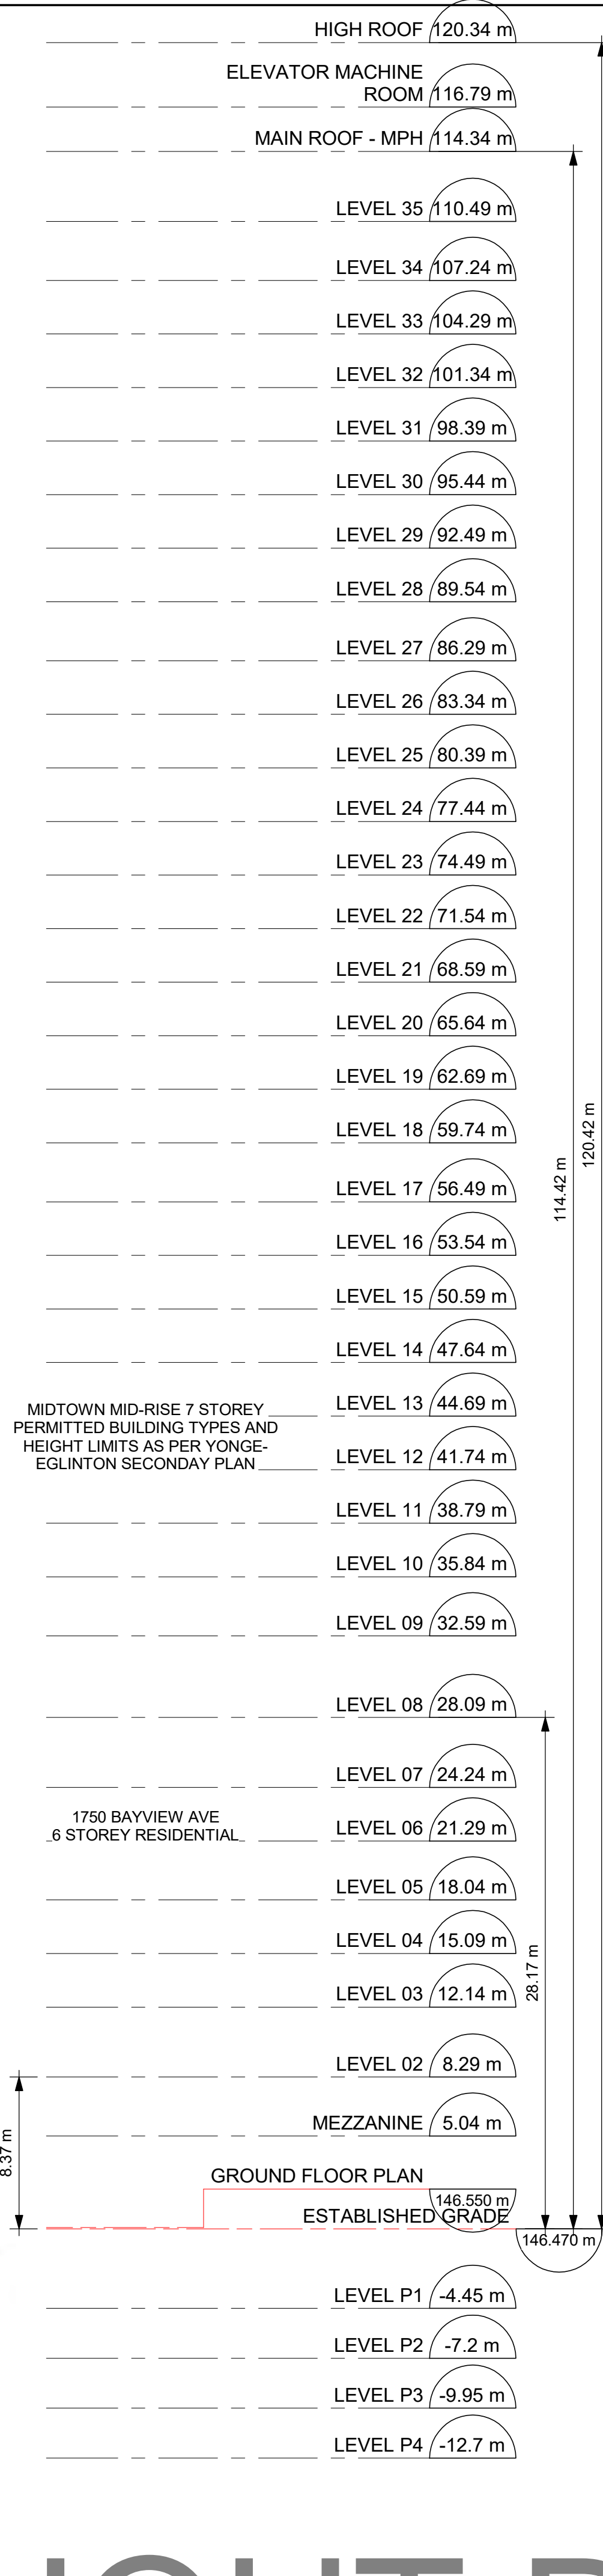 HIGH ROOF 120.34 m
ELEVATOR MACHINE
ROOM 116.79 m
MAIN ROOF - MPH 114.34 m
LEVEL 35 110.49 m
LEVEL 34 107.24 m
LEVEL 33 104.29 m
LEVEL 32 101.34 m
LEVEL 31 98.39 m
LEVEL 30 95.44 m
LEVEL 29 92.49 m
LEVEL 28 89.54 m
LEVEL 27 86.29 m
LEVEL 26 83.34 m
LEVEL 25 80.39 m
LEVEL 24 77.44 m
LEVEL 23 74.49 m
LEVEL 22 71.54 m
LEVEL 21 68.59 m
LEVEL 20 65.64 m
LEVEL 19 62.69 m
LEVEL 18 59.74 m
120.42 m
114.42 m
LEVEL 17 56.49 m
LEVEL 16 53.54 m
LEVEL 15 50.59 m
LEVEL 14 47.64 m
LEVEL 13 44.69 m
MIDTOWN MID-RISE 7 STOREY
PERMITTED BUILDING TYPES AND
HEIGHT LIMITS AS PER YONGE-
EGLINTON SECONDAY PLAN
LEVEL 12 41.74 m
LEVEL 11 38.79 m
LEVEL 10 35.84 m
LEVEL 09 32.59 m
LEVEL 08 28.09 m
LEVEL 07 24.24 m
1750 BAYVIEW AVE
6 STOREY RESIDENTIAL
LEVEL 06 21.29 m
LEVEL 05 18.04 m
LEVEL 04 15.09 m
28.17 m
LEVEL 03 12.14 m
LEVEL 02 8.29 m
MEZZANINE 5.04 m
8.37 m
GROUND FLOOR PLAN
146.550 m
ESTABLISHED GRADE
146.470 m
LEVEL P1 -4.45 m
LEVEL P2 -7.2 m
LEVEL P3 -9.95 m
LEVEL P4 -12.7 m